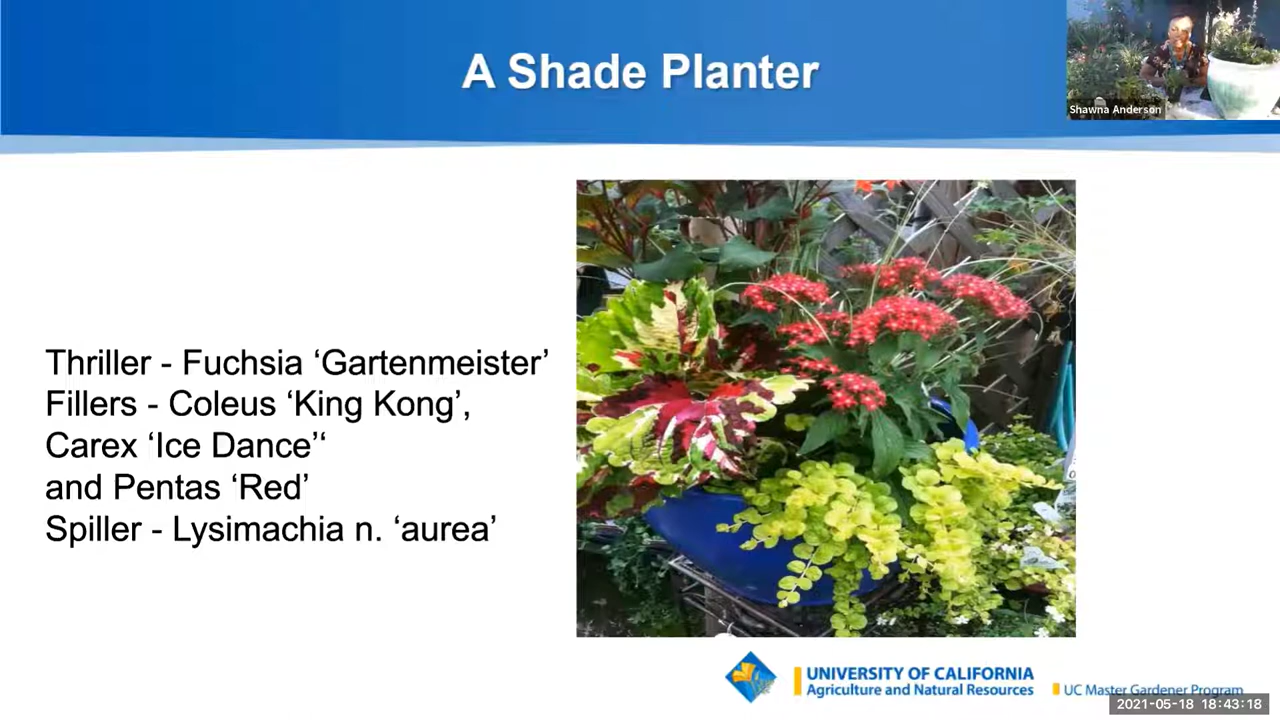 A Shade Planter
Shawna Anderson
Thriller - Fuchsia ‘Gartenmeister’
Fillers - Coleus ‘King Kong’,
Carex ‘Ice Dance’‘
and Pentas ‘Red’
Spiller - Lysimachia n. ‘aurea’
UNIVERSITY OF CALIFORNIA
Agriculture and Natural Resources
UC Master Gardener Program
2021-05-18 18:43:18